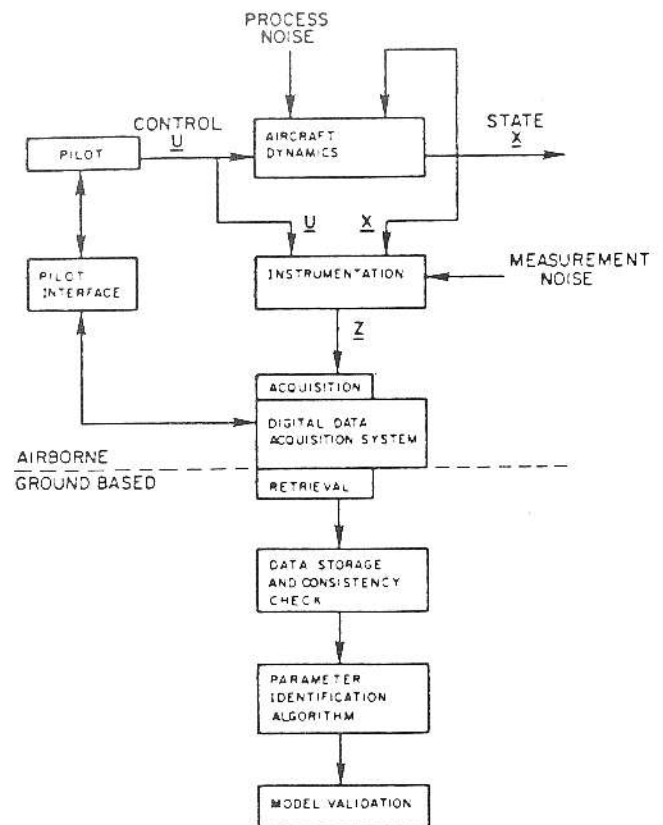 PROCESS
NOISE
CONTROL
U
AIRCRAFT
DYNAMICS
STATE
X
PILOT
U
X
PILOT
INTERFACE
INSTRUMENTATION
MEASUREMENT
NOISE
Z
ACQUISITION
DIGITAL DATA
ACQUISITION SYSTEM
AIRBORNE
GROUND BASED
RETRIEVAL
DATA STORAGE
AND CONSISTENCY
CHECK
PARAMETER
IDENTIFICATION
ALGORITHM
MODEL VALIDATION